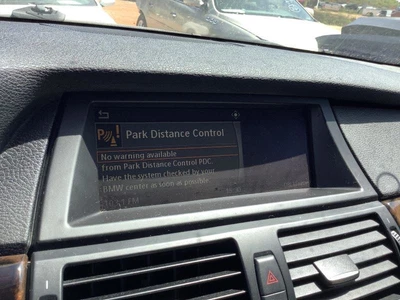 P!
Park Distance Control
No warning available
from Park Distance Control PDC.
Have the system checked by your
BMW center as soon as possible